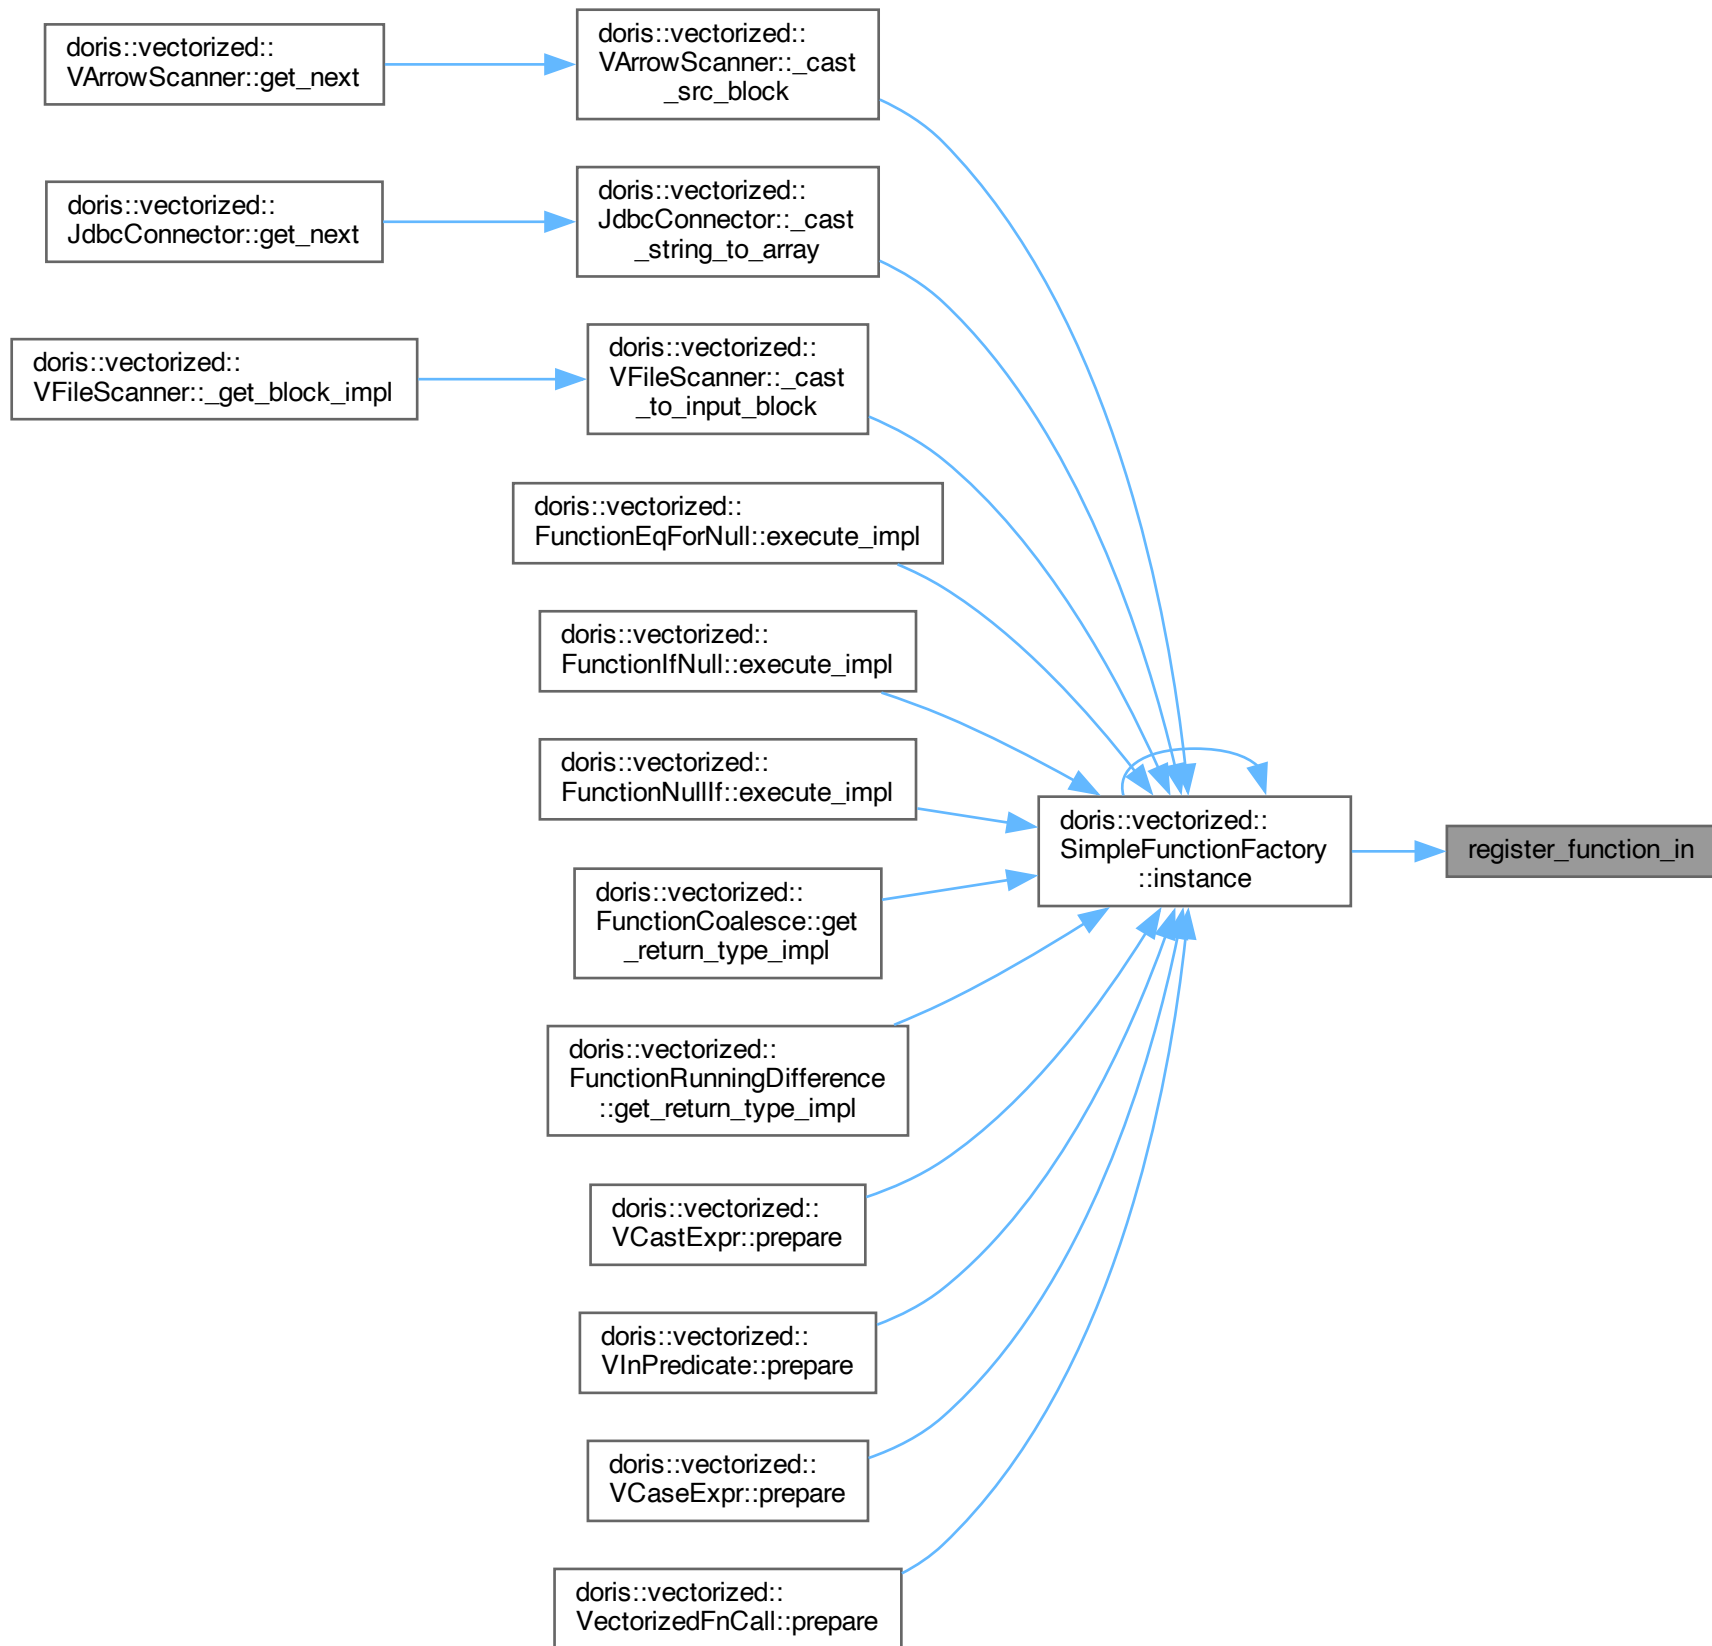 doris::vectorized::
VArrowScanner::get_next
doris::vectorized::
VArrowScanner::_cast
_src_block
doris::vectorized::
JdbcConnector::get_next
doris::vectorized::
JdbcConnector::_cast
_string_to_array
doris::vectorized::
VFileScanner::_get_block_impl
doris::vectorized::
VFileScanner::_cast
_to_input_block
doris::vectorized::
FunctionEqForNull::execute_impl
doris::vectorized::
FunctionIfNull::execute_impl
doris::vectorized::
FunctionNullIf::execute_impl
doris::vectorized::
SimpleFunctionFactory
::instance
register_function_in
doris::vectorized::
FunctionCoalesce::get
_return_type_impl
doris::vectorized::
FunctionRunningDifference
::get_return_type_impl
doris::vectorized::
VCastExpr::prepare
doris::vectorized::
VInPredicate::prepare
doris::vectorized::
VCaseExpr::prepare
doris::vectorized::
VectorizedFnCall::prepare